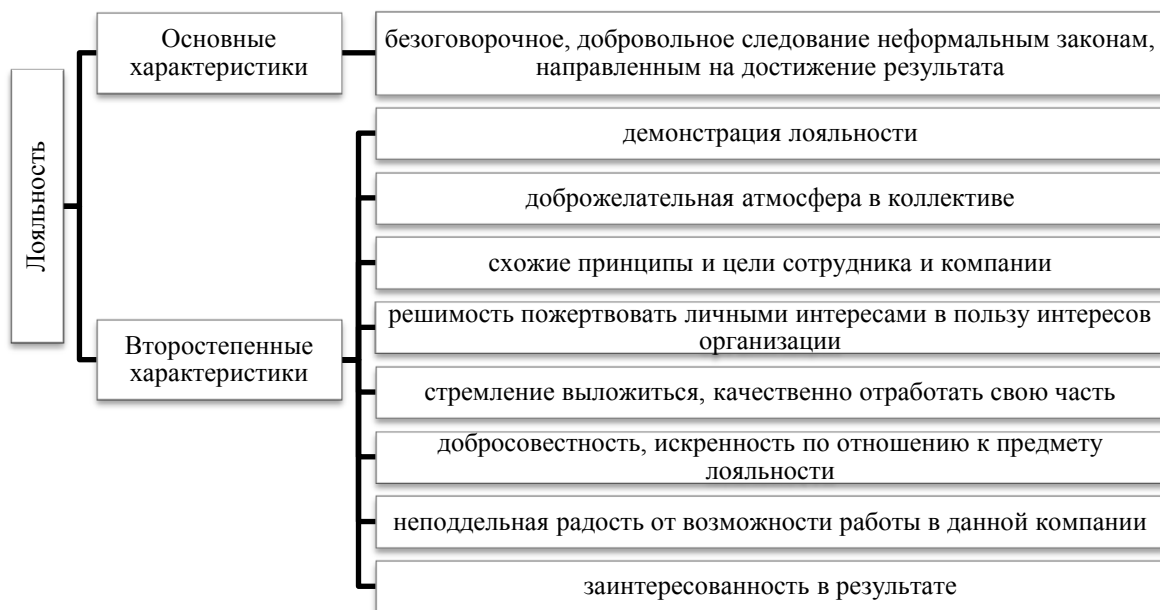 Лояльность
Основные
характеристики
безоговорочное, добровольное следование неформальным законам,
направленным на достижение результата
Второстепенные
характеристики
демонстрация лояльности
доброжелательная атмосфера в коллективе
схожие принципы и цели сотрудника и компании
решимость пожертвовать личными интересами в пользу интересов
организации
стремление выложиться, качественно отработать свою часть
добросовестность, искренность по отношению к предмету
лояльности
неподдельная радость от возможности работы в данной компании
заинтересованность в результате